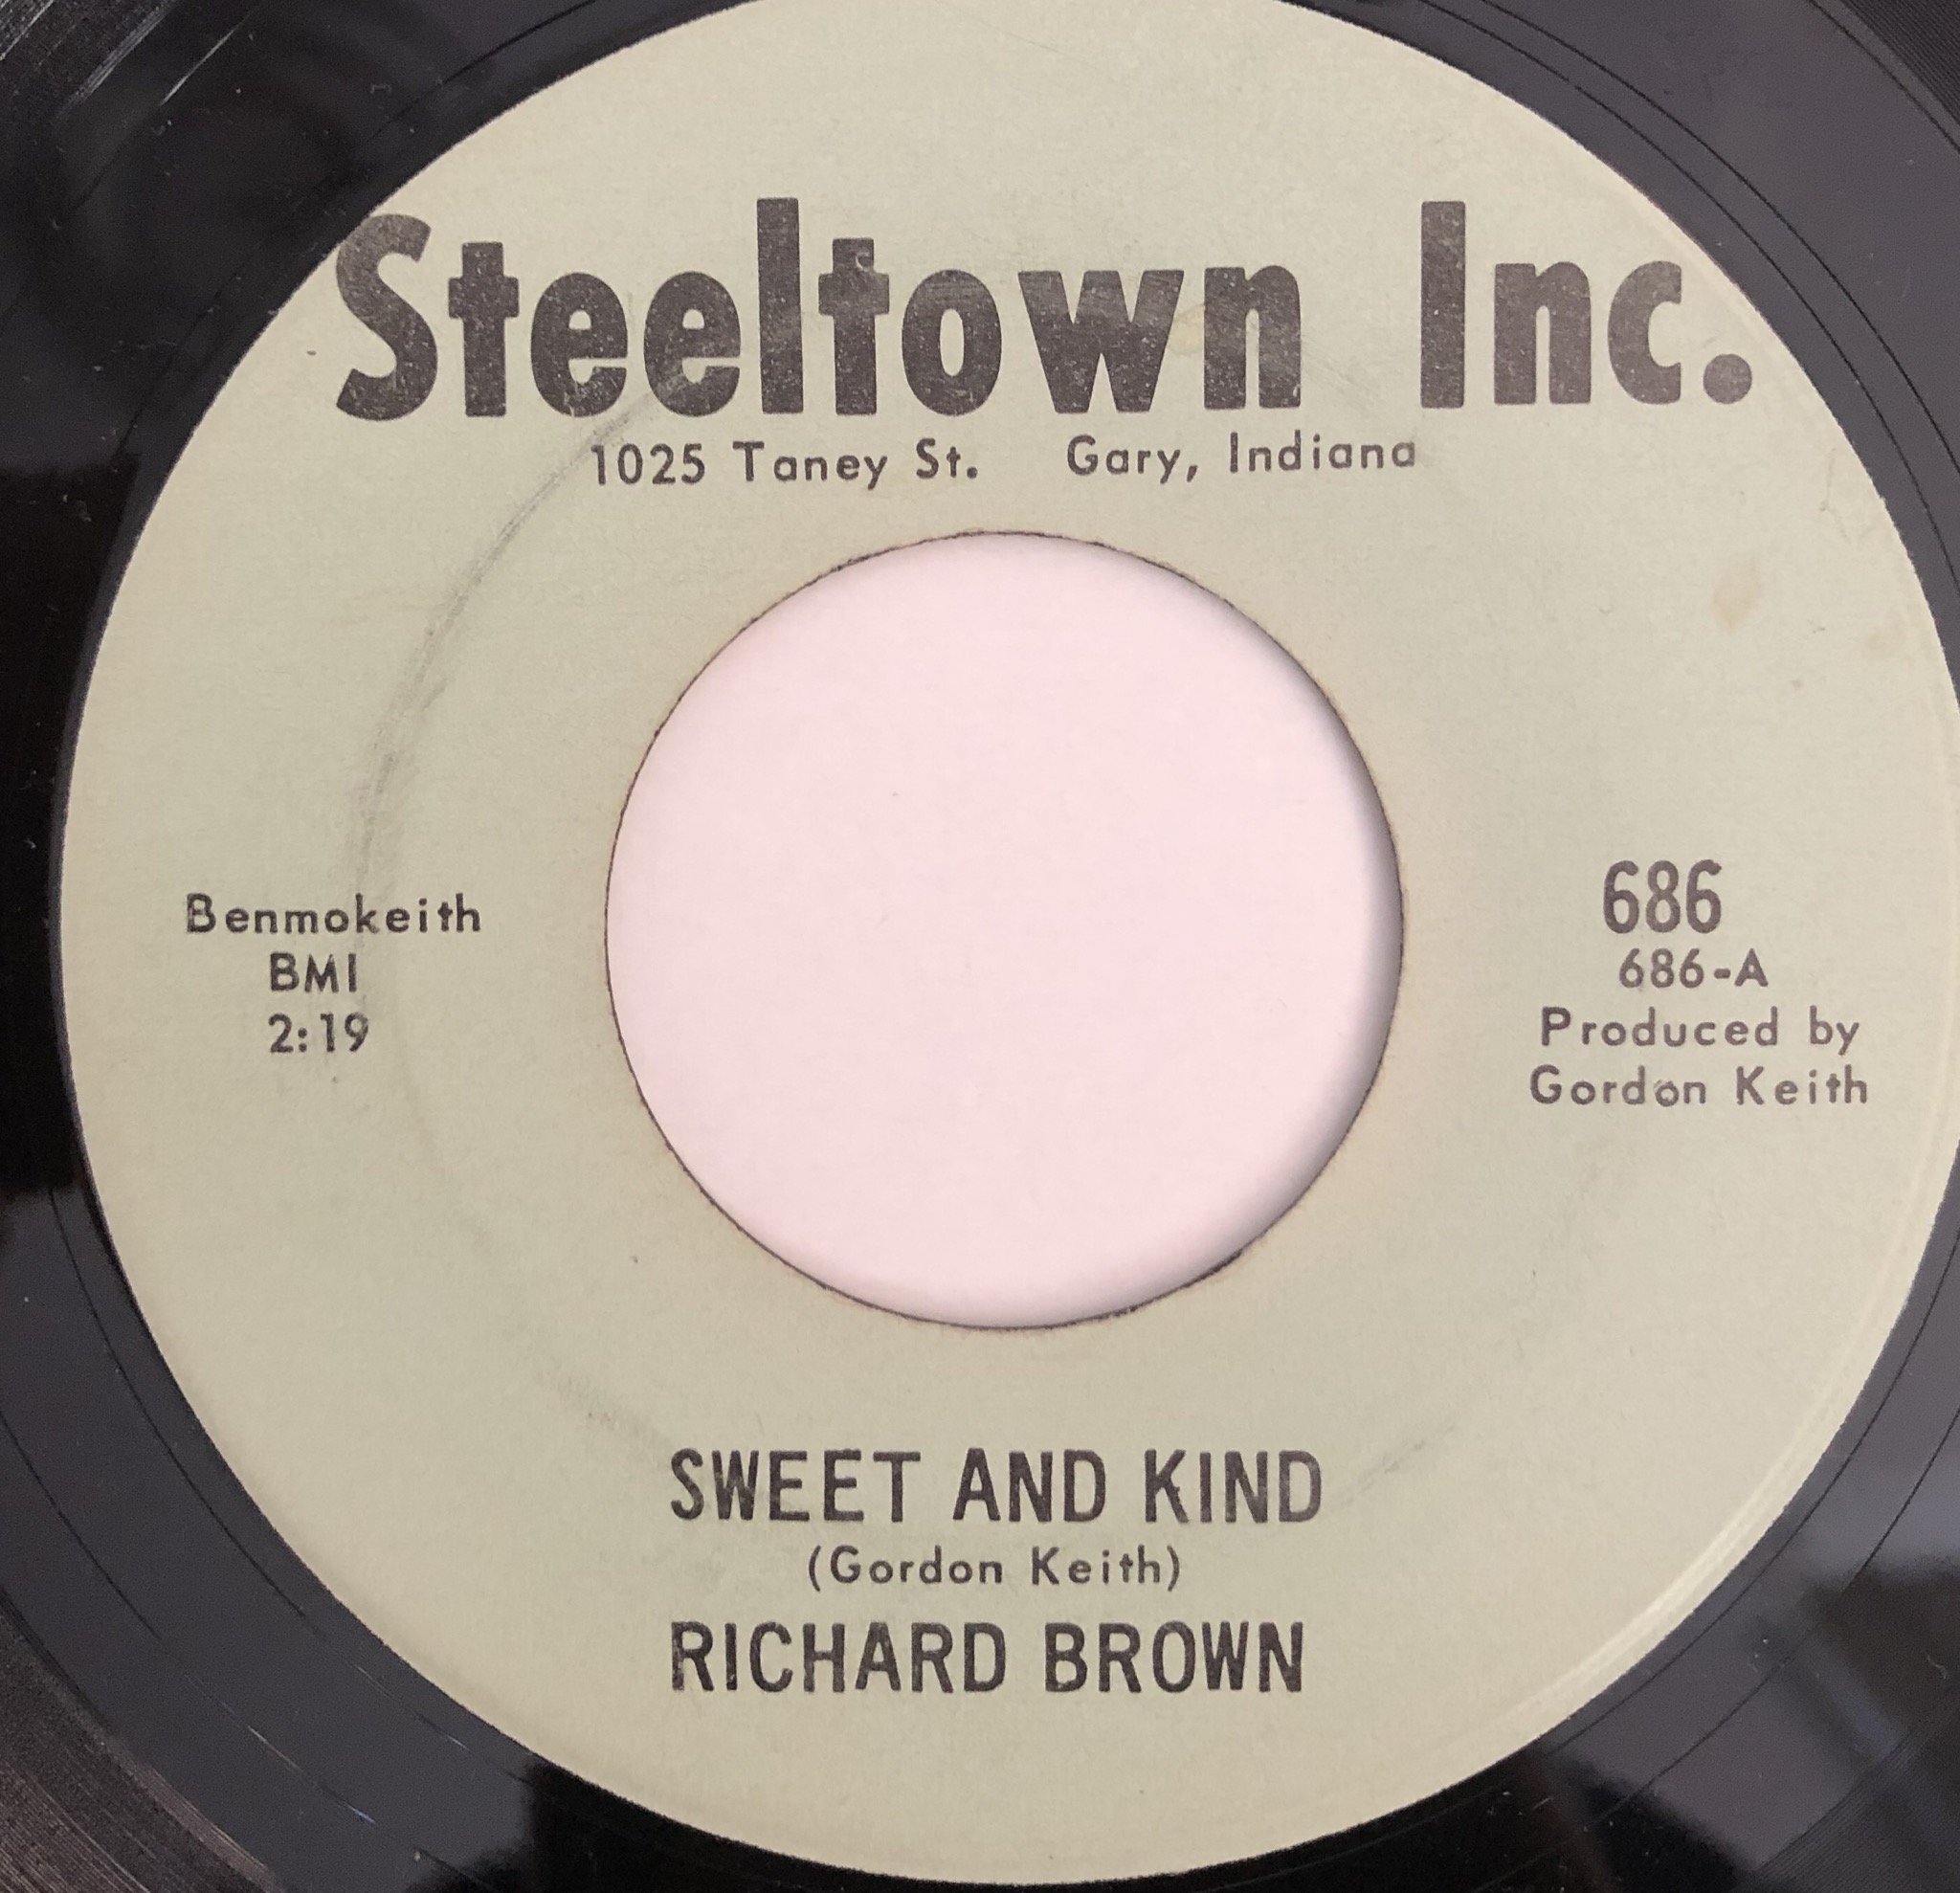 Steeltown Inc.
1025 Taney St. Gary, Indiana
Benmokeith
BMI
2:19
686
686-A
Produced by
Gordon Keith
SWEET AND KIND
(Gordon Keith)
RICHARD BROWN